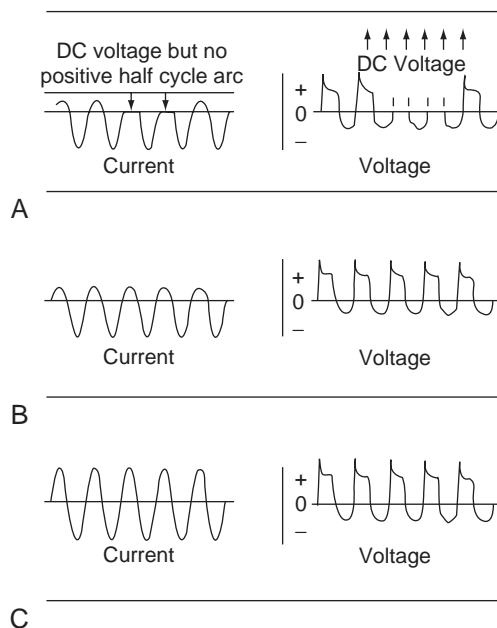 DC voltage but no
positive half cycle arc
Current
DC Voltage
+
0
–
Voltage
A
Current
+
0
–
Voltage
B
Current
+
0
–
Voltage
C